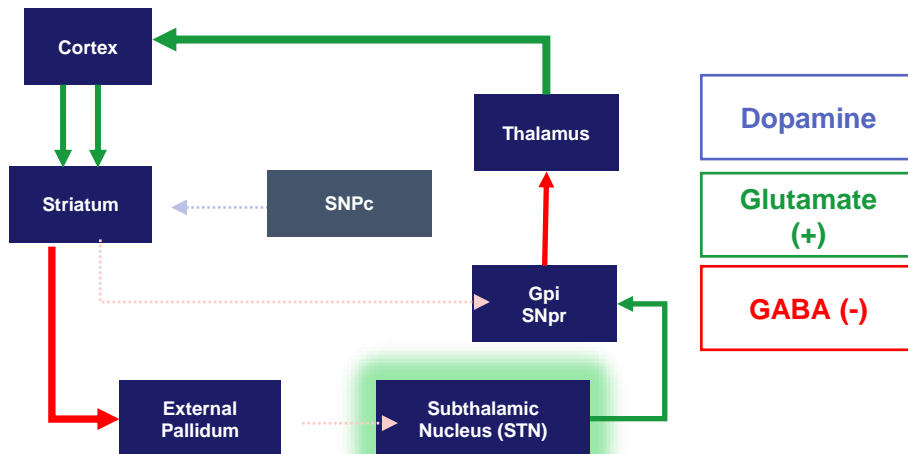 Cortex
Thalamus
Dopamine
Striatum
SNPc
Glutamate
(+)
Gpi
SNpr
GABA (-)
External
Pallidum
Subthalamic
Nucleus (STN)